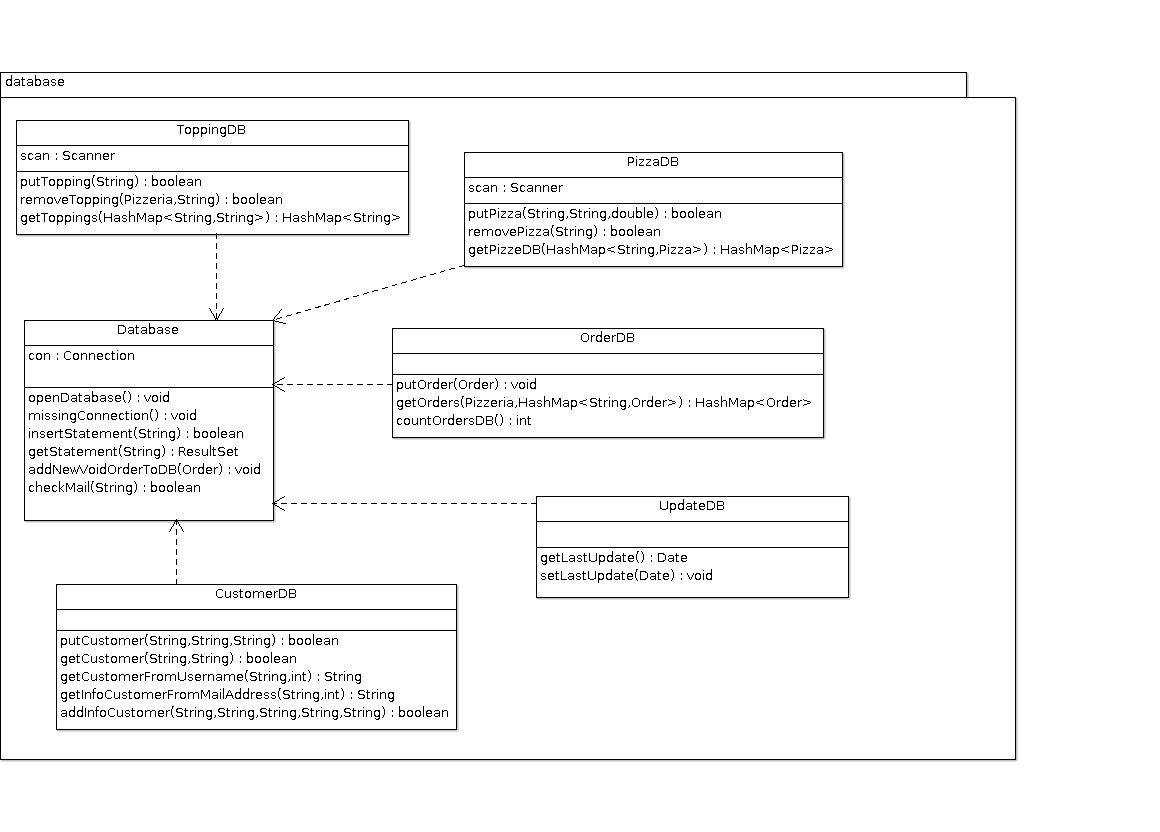 database
ToppingDB
scan : Scanner
putTopping(String) : boolean
removeTopping(Pizzeria,String) : boolean
getToppings(HashMap<String,String>) : HashMap<String>
PizzaDB
scan : Scanner
putPizza(String,String,double) : boolean
removePizza(String) : boolean
getPizzeDB(HashMap<String,Pizza>) : HashMap<Pizza>
Database
con : Connection
openDatabase() : void
missingConnection() : void
insertStatement(String) : boolean
getStatement(String) : ResultSet
addNewVoidOrderToDB(Order) : void
checkMail(String) : boolean
OrderDB
putOrder(Order) : void
getOrders(Pizzeria,HashMap<String,Order>) : HashMap<Order>
countOrdersDB() : int
UpdateDB
getLastUpdate() : Date
setLastUpdate(Date) : void
CustomerDB
putCustomer(String,String,String) : boolean
getCustomer(String,String) : boolean
getCustomerFromUsername(String,int) : String
getInfoCustomerFromMailAddress(String,int) : String
addInfoCustomer(String,String,String,String,String) : boolean